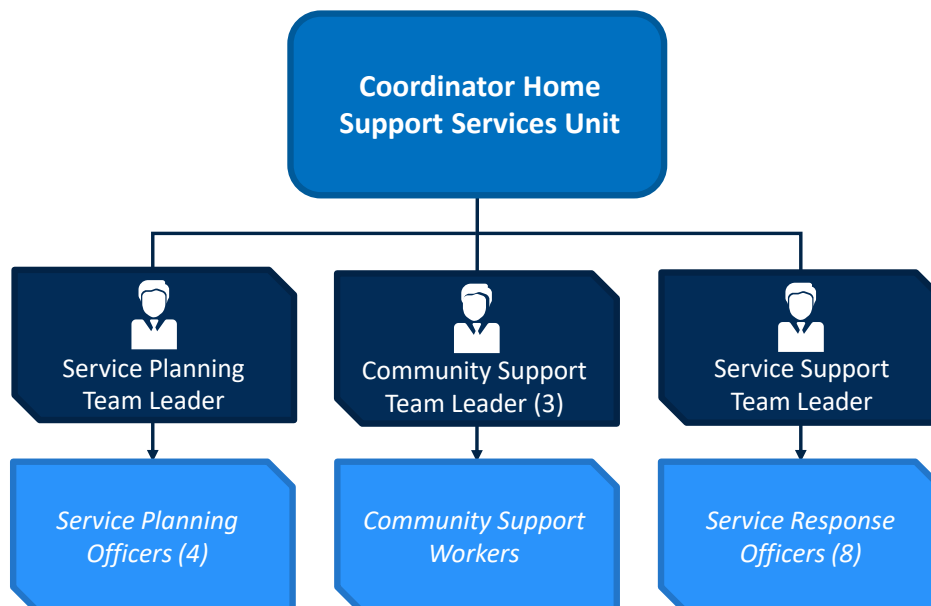 Coordinator Home
Support Services Unit
Service Planning
Team Leader
Community Support
Team Leader (3)
Service Support
Team Leader
Service Planning
Officers (4)
Community Support
Workers
Service Response
Officers (8)